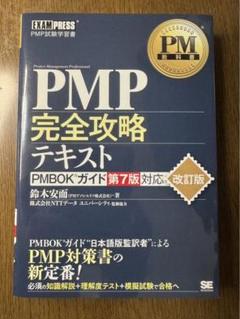 EXAMPRESS
PMP試験学習書
PM
教科書
Project Management Professional
PMP
完全攻略
テキスト
PMBOK ガイド 第7版 対応 改訂版
鈴木安而
株式会社NTTデータ ユニバーシティ
PMBOK ガイド “日本語版監訳者”による
PMP対策書の
新定番！
必須の知識解説+理解度テスト+模擬試験で合格へ
SE
SHOEISHA